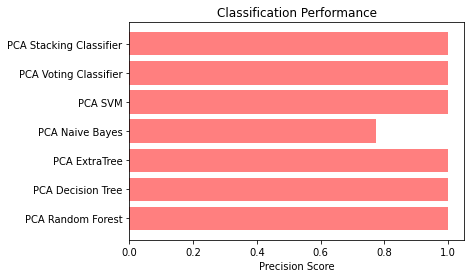 Classification Performance
PCA Stacking Classifier
PCA Voting Classifier
PCA SVM
PCA Naive Bayes
PCA ExtraTree
PCA Decision Tree
PCA Random Forest
0.0 0.2 0.4 0.6 0.8 1.0
Precision Score